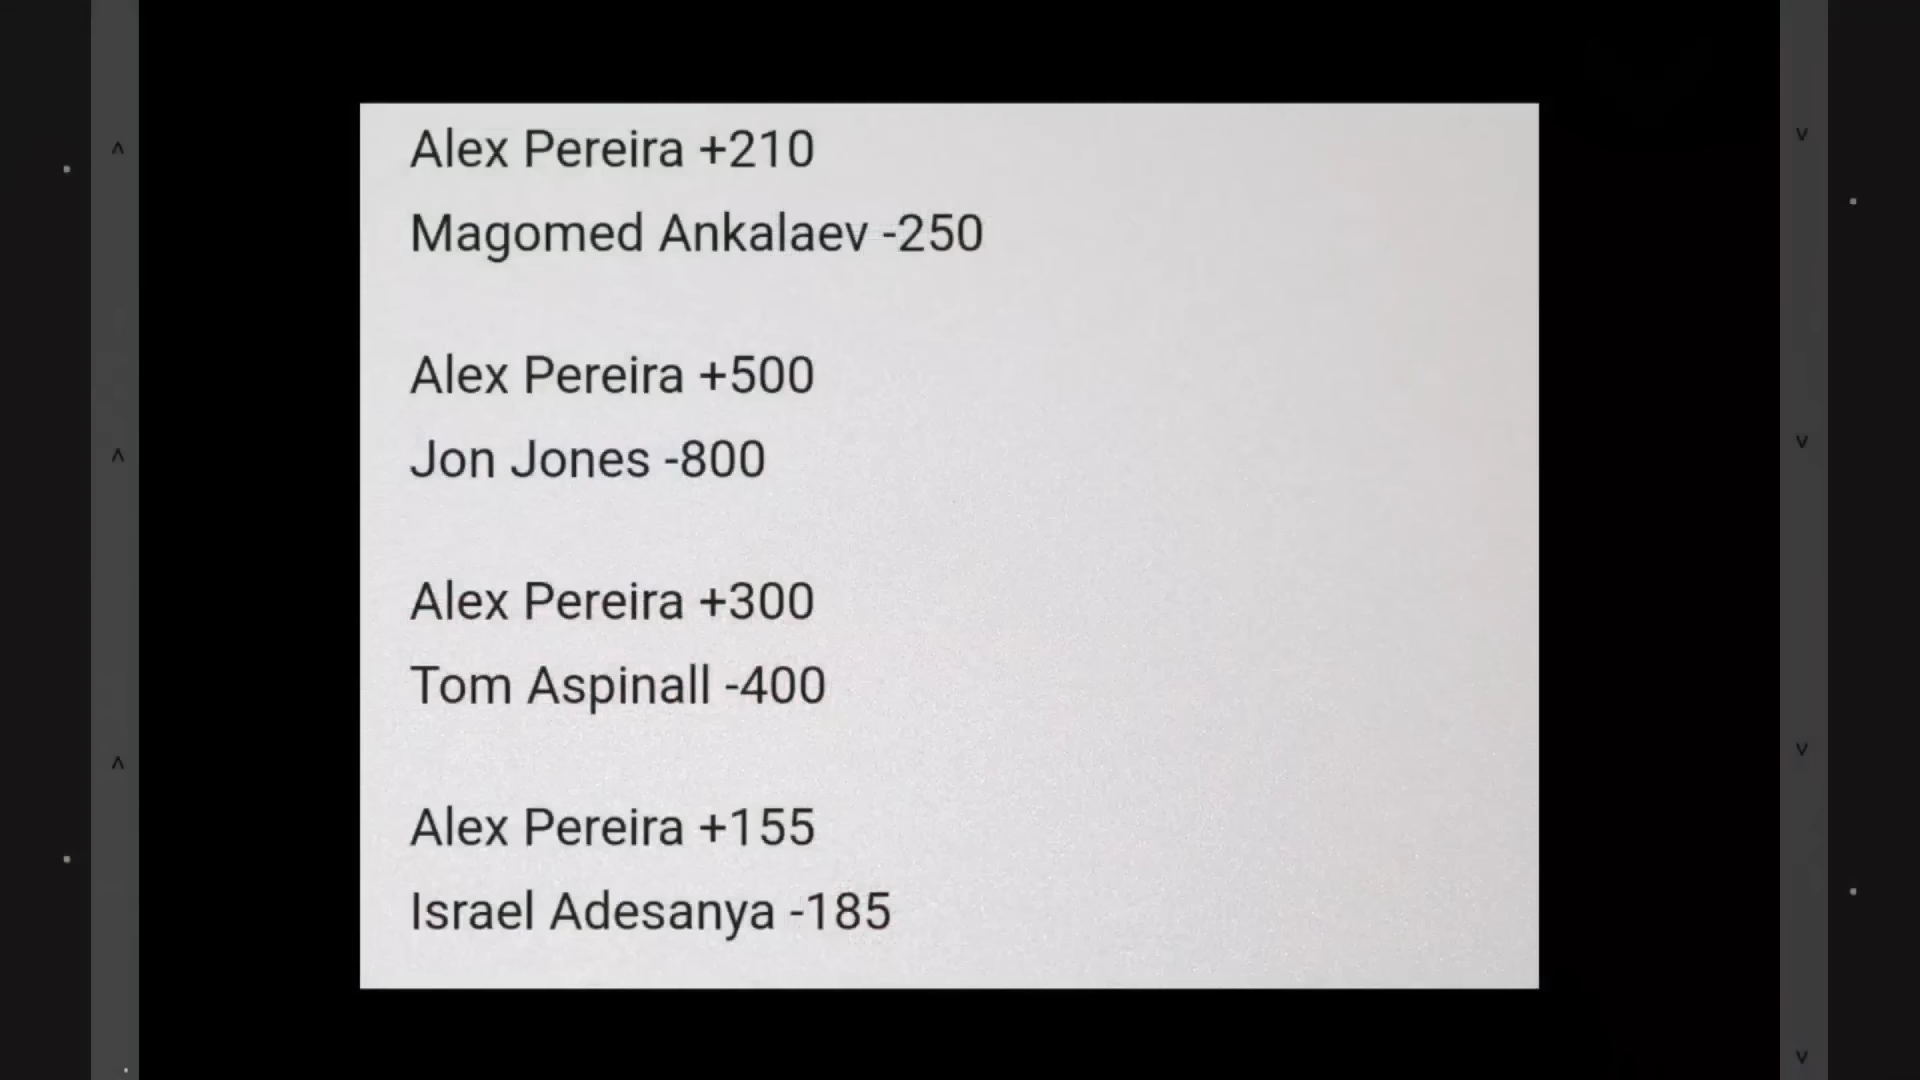 Alex Pereira +210
Magomed Ankalaev -250
Alex Pereira +500
Jon Jones -800
Alex Pereira +300
Tom Aspinall -400
Alex Pereira +155
Israel Adesanya -185